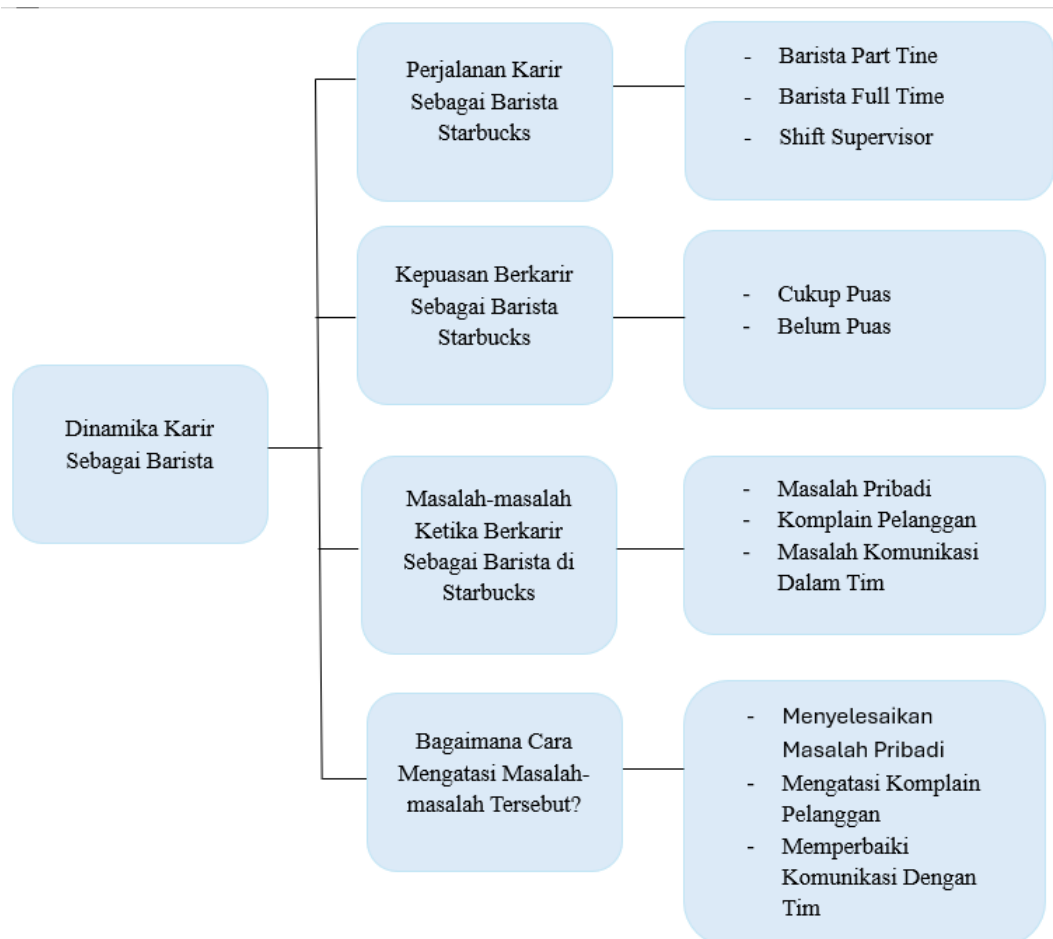 Perjalanan Karir
Sebagai Barista
Starbucks
- Barista Part Tine
- Barista Full Time
- Shift Supervisor
Kepuasan Berkarir
Sebagai Barista
Starbucks
- Cukup Puas
- Belum Puas
Dinamika Karir
Sebagai Barista
Masalah-masalah
Ketika Berkarir
Sebagai Barista di
Starbucks
- Masalah Pribadi
- Komplain Pelanggan
- Masalah Komunikasi
Dalam Tim
Bagaimana Cara
Mengatasi Masalah-
masalah Tersebut?
- Menyelesaikan
Masalah Pribadi
- Mengatasi Komplain
Pelanggan
- Memperbaiki
Komunikasi Dengan
Tim